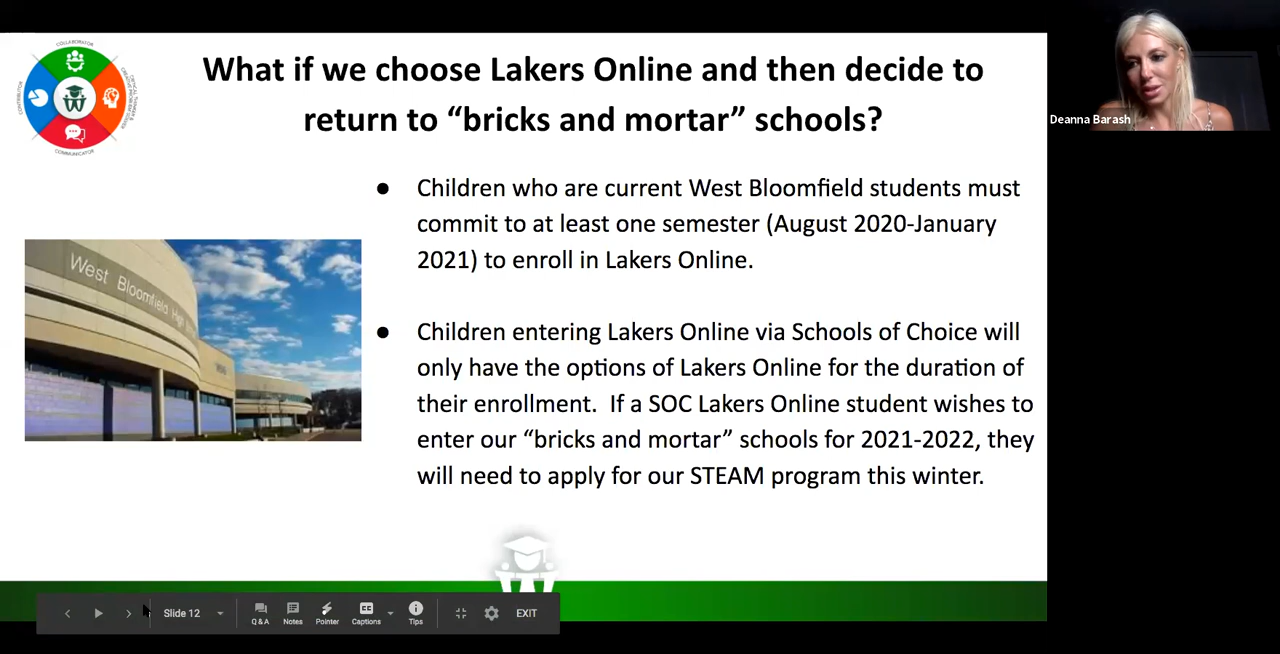 What if we choose Lakers Online and then decide to
return to “bricks and mortar” schools?
COLLABORATOR
CONTRIBUTOR
COMMUNICATOR
W
Deanna Barash
● Children who are current West Bloomfield students must
commit to at least one semester (August 2020-January
2021) to enroll in Lakers Online.
West Bloomfield High
● Children entering Lakers Online via Schools of Choice will
only have the options of Lakers Online for the duration of
their enrollment.  If a SOC Lakers Online student wishes to
enter our “bricks and mortar” schools for 2021-2022, they
will need to apply for our STEAM program this winter.
Slide 12
Q & A
Notes
Pointer
CC
Captions
Tips
EXIT